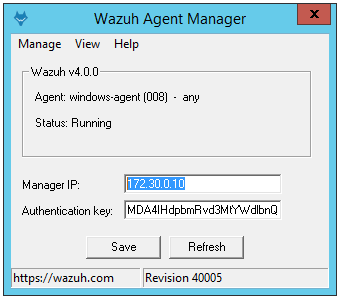 Wazuh Agent Manager
x
Manage View Help
Wazuh v4.0.0
Agent: windows-agent (008) - any
Status: Running
Manager IP: 172.30.0.10
Authentication key: MDA4IHdpbmRvd3MtYWdlbnQ
Save Refresh
https://wazuh.com Revision 40005